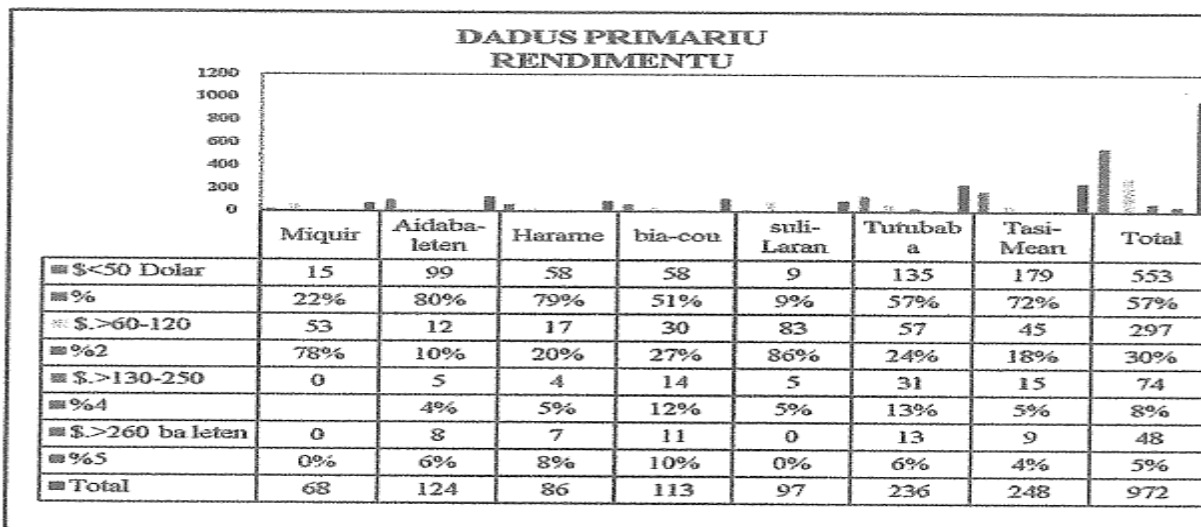 DADUS PRIMARIU
RENDIMENTU
1200
1000
800
600
400
200
0
Miquir Aidaba-leten Harame bia-cou suli-Laran Tutubaba Tasi-Mean Total
$<50 Dolar 15 99 58 58 9 135 179 553
% 22% 80% 79% 51% 9% 57% 72% 57%
$.>60-120 53 12 17 30 83 57 45 297
%2 78% 10% 20% 27% 86% 24% 18% 30%
$.>130-250 0 5 4 14 5 31 15 74
%4 4% 5% 12% 5% 13% 5% 8%
$.>260 ba leten 0 8 7 11 0 13 9 48
%5 0% 6% 8% 10% 0% 6% 4% 5%
Total 68 124 86 113 97 236 248 972